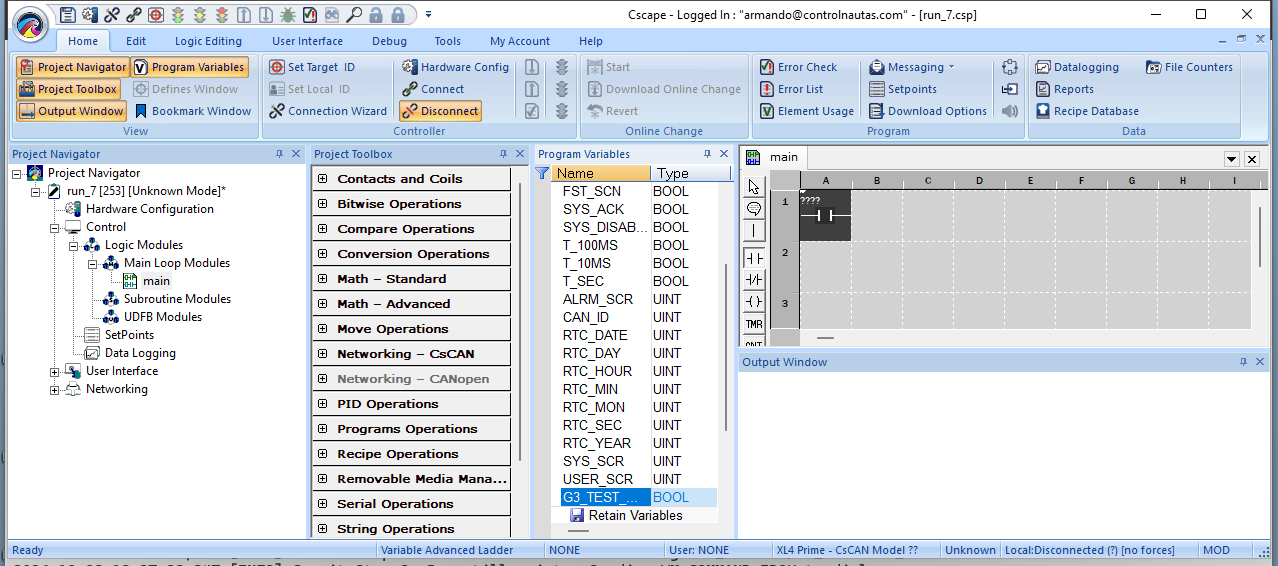 Cscape - Logged In : "armando@controlnautas.com" - [run_7.csp]
Home Edit Logic Editing User Interface Debug Tools My Account Help
Project Navigator Program Variables Set Target ID Hardware Config Start Error Check Messaging Datalogging File Counters
Project Toolbox Defines Window Set Local ID Connect Download Online Change Error List Setpoints Reports
Output Window Bookmark Window Connection Wizard Disconnect Revert Element Usage Download Options Recipe Database
View Controller Online Change Program Data
Project Navigator
Project Navigator
run_7 [253] [Unknown Mode]*
Hardware Configuration
Control
Logic Modules
Main Loop Modules
main
Subroutine Modules
UDFB Modules
SetPoints
Data Logging
User Interface
Networking
Project Toolbox
Contacts and Coils
Bitwise Operations
Compare Operations
Conversion Operations
Math – Standard
Math – Advanced
Move Operations
Networking – CsCAN
Networking – CANopen
PID Operations
Programs Operations
Recipe Operations
Removable Media Mana...
Serial Operations
String Operations
Program Variables
Name Type
FST_SCN BOOL
SYS_ACK BOOL
SYS_DISAB... BOOL
T_100MS BOOL
T_10MS BOOL
T_SEC BOOL
ALRM_SCR UINT
CAN_ID UINT
RTC_DATE UINT
RTC_DAY UINT
RTC_HOUR UINT
RTC_MIN UINT
RTC_MON UINT
RTC_SEC UINT
RTC_YEAR UINT
SYS_SCR UINT
USER_SCR UINT
G3_TEST_... BOOL
Retain Variables
main
A B C D E F G H I
1 ????
2
3
TMR
Output Window
Ready Variable Advanced Ladder NONE User: NONE XL4 Prime - CsCAN Model ?? Unknown Local:Disconnected (?) [no forces] MOD